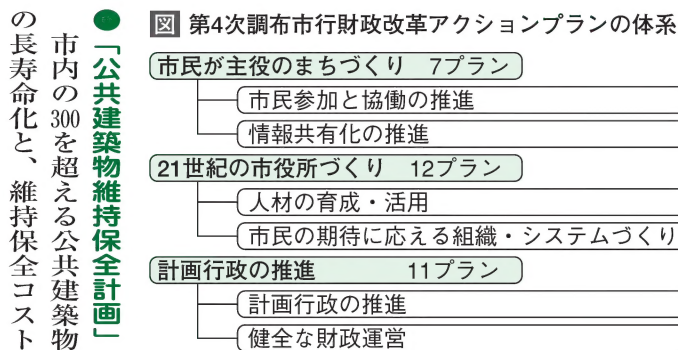 図 第4次調布市行財政改革アクションプランの体系
市民が主役のまちづくり 7プラン
市民参加と協働の推進
情報共有化の推進
21世紀の市役所づくり 12プラン
人材の育成・活用
市民の期待に応える組織・システムづくり
計画行政の推進 11プラン
計画行政の推進
健全な財政運営
●「公共建築物維持保全計画」
市内の300を超える公共建築物
の長寿命化と、維持保全コスト